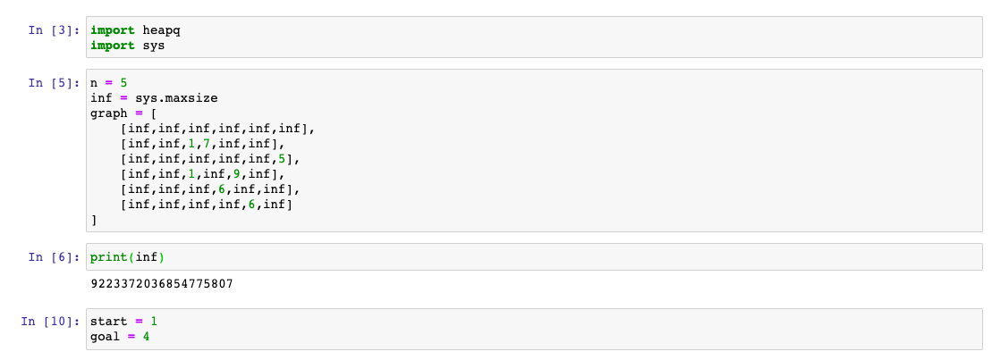 In [3]: import heapq
import sys
In [5]: n = 5
inf = sys.maxsize
graph = [
    [inf,inf,inf,inf,inf,inf],
    [inf,inf,1,7,inf,inf],
    [inf,inf,inf,inf,inf,5],
    [inf,inf,1,inf,9,inf],
    [inf,inf,inf,6,inf,inf],
    [inf,inf,inf,inf,6,inf]
]
In [6]: print(inf)
9223372036854775807
In [10]: start = 1
goal = 4